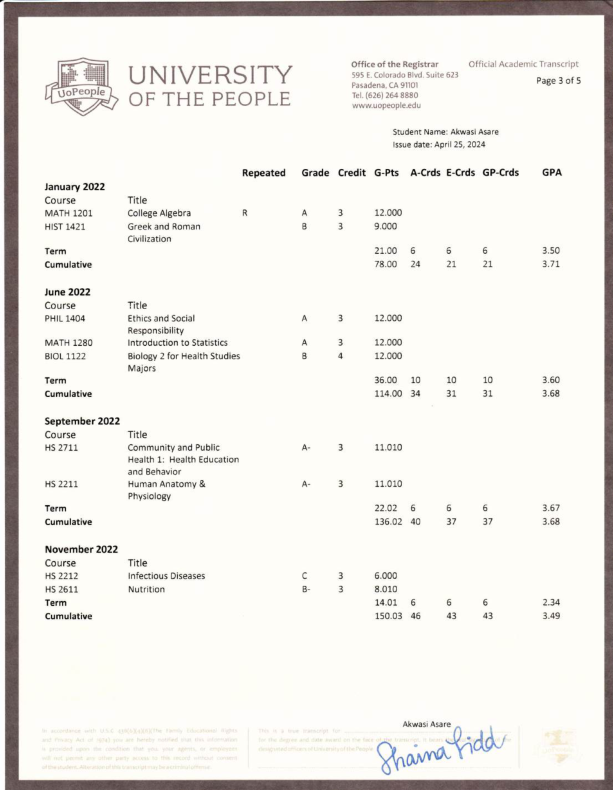 UoPeople
UNIVERSITY
OF THE PEOPLE
Office of the Registrar
595 E. Colorado Blvd. Suite 623
Pasadena, CA 91101
Tel. (626) 264 8880
www.uopeople.edu
Official Academic Transcript
Page 3 of 5
Student Name: Akwasi Asare
Issue date: April 25, 2024
Repeated Grade Credit G-Pts A-Crds E-Crds GP-Crds GPA
January 2022
Course Title
MATH 1201 College Algebra R A 3 12.000
HIST 1421 Greek and Roman B 3 9.000
Civilization
Term 21.00 6 6 6 3.50
Cumulative 78.00 24 21 21 3.71
June 2022
Course Title
PHIL 1404 Ethics and Social A 3 12.000
Responsibility
MATH 1280 Introduction to Statistics A 3 12.000
BIOL 1122 Biology 2 for Health Studies B 4 12.000
Majors
Term 36.00 10 10 10 3.60
Cumulative 114.00 34 31 31 3.68
September 2022
Course Title
HS 2711 Community and Public A- 3 11.010
Health 1: Health Education
and Behavior
HS 2211 Human Anatomy & A- 3 11.010
Physiology
Term 22.02 6 6 6 3.67
Cumulative 136.02 40 37 37 3.68
November 2022
Course Title
HS 2212 Infectious Diseases C 3 6.000
HS 2611 Nutrition B- 3 8.010
Term 14.01 6 6 6 2.34
Cumulative 150.03 46 43 43 3.49
Akwasi Asare